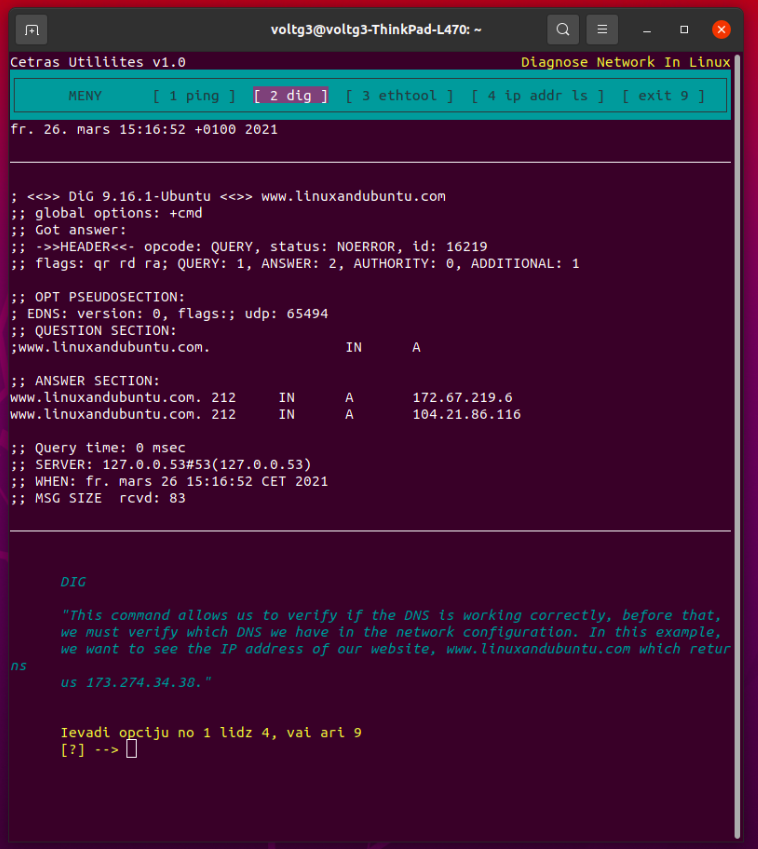 voltg3@voltg3-ThinkPad-L470: ~
Cetras Utiliites v1.0 Diagnose Network In Linux
MENY [ 1 ping ] [ 2 dig ] [ 3 ethtool ] [ 4 ip addr ls ] [ exit 9 ]
fr. 26. mars 15:16:52 +0100 2021
; <<>> DiG 9.16.1-Ubuntu <<>> www.linuxandubuntu.com
;; global options: +cmd
;; Got answer:
;; ->>HEADER<<- opcode: QUERY, status: NOERROR, id: 16219
;; flags: qr rd ra; QUERY: 1, ANSWER: 2, AUTHORITY: 0, ADDITIONAL: 1
;; OPT PSEUDOSECTION:
; EDNS: version: 0, flags:; udp: 65494
;; QUESTION SECTION:
;www.linuxandubuntu.com. IN A
;; ANSWER SECTION:
www.linuxandubuntu.com. 212 IN A 172.67.219.6
www.linuxandubuntu.com. 212 IN A 104.21.86.116
;; Query time: 0 msec
;; SERVER: 127.0.0.53#53(127.0.0.53)
;; WHEN: fr. mars 26 15:16:52 CET 2021
;; MSG SIZE  rcvd: 83
DIG
"This command allows us to verify if the DNS is working correctly, before that,
we must verify which DNS we have in the network configuration. In this example,
we want to see the IP address of our website, www.linuxandubuntu.com which retur
ns
us 173.274.34.38."
Ievadi opciju no 1 lidz 4, vai ari 9
[?] -->